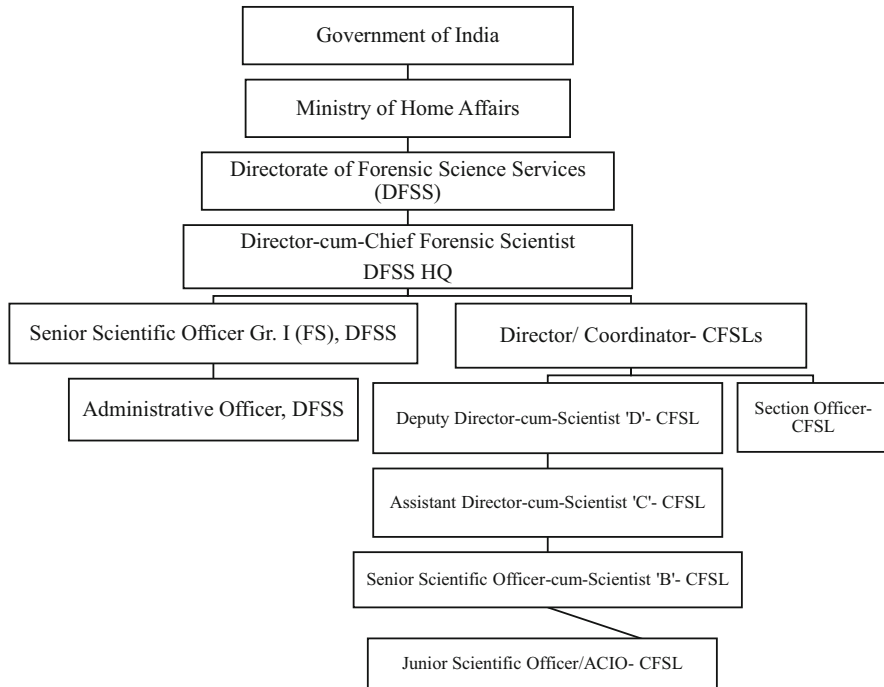 Government of India
Ministry of Home Affairs
Directorate of Forensic Science Services
(DFSS)
Director-cum-Chief Forensic Scientist
DFSS HQ
Senior Scientific Officer Gr. I (FS), DFSS
Director/ Coordinator- CFSLs
Administrative Officer, DFSS
Deputy Director-cum-Scientist 'D'- CFSL
Section Officer-
CFSL
Assistant Director-cum-Scientist 'C'- CFSL
Senior Scientific Officer-cum-Scientist 'B'- CFSL
Junior Scientific Officer/ACIO- CFSL